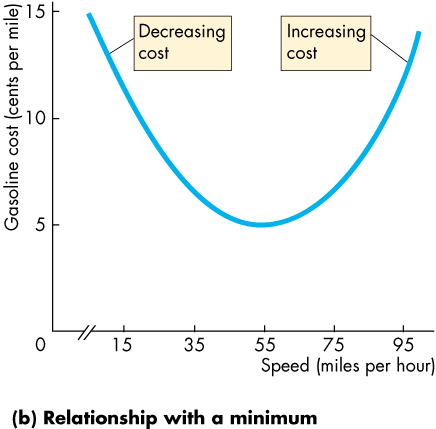 Gasoline cost (cents per mile)
15
10
5
0
Decreasing
cost
Increasing
cost
15 35 55 75 95
Speed (miles per hour)
(b) Relationship with a minimum